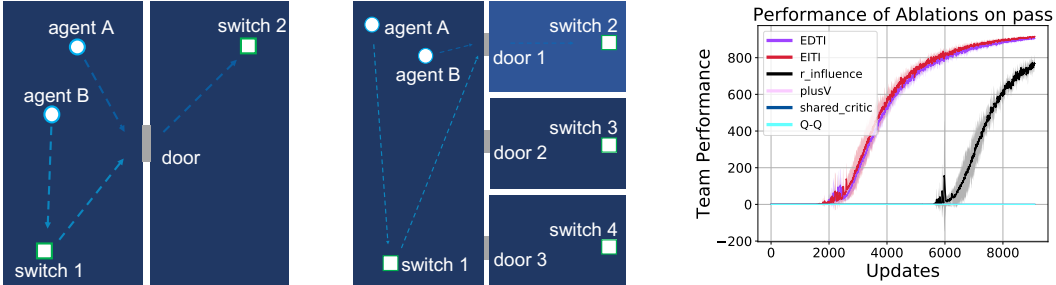 agent A
switch 2
agent B
door
switch 1
agent A
switch 2
agent B
door 1
switch 3
door 2
switch 4
switch 1
door 3
Performance of Ablations on pass
EDTI
EITI
r_influence
plusV
shared_critic
Q-Q
Team Performance
800
600
400
200
0
−200
0
2000
4000
6000
8000
Updates